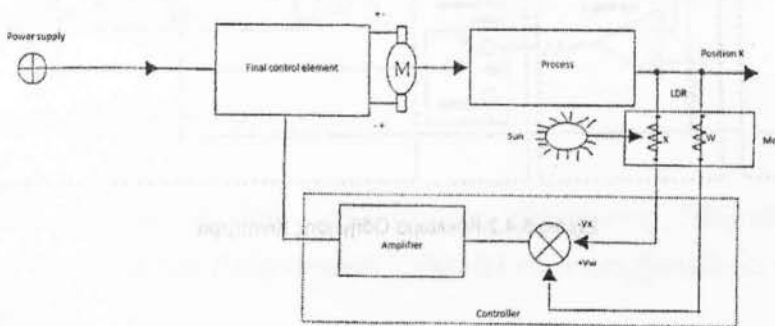 Power supply
Final control element
+ -
M
- +
Process
Position X
LDR
Sun
X
W
Amplifier
-Vx
+Vw
Controller